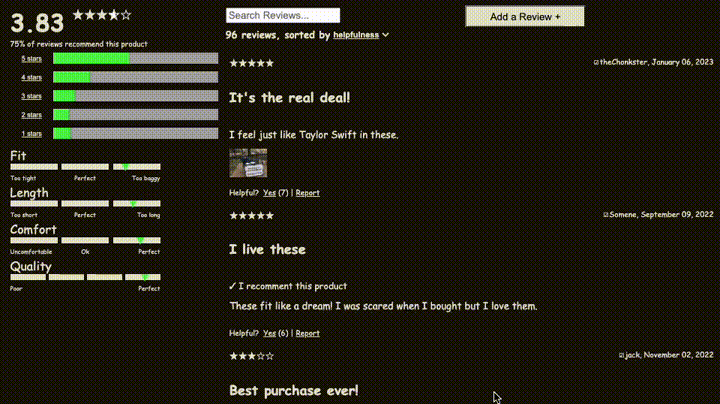 3.83 ★★★★☆
75% of reviews recommend this product
5 stars
4 stars
3 stars
2 stars
1 stars
Fit
Too tight Perfect Too baggy
Length
Too short Perfect Too long
Comfort
Uncomfortable Ok Perfect
Quality
Poor Perfect
Search Reviews...
Add a Review +
96 reviews, sorted by helpfulness
★★★★★ ☑theChonkster, January 06, 2023
It's the real deal!
I feel just like Taylor Swift in these.
Helpful? Yes (7) | Report
★★★★★ ☑Somene, September 09, 2022
I live these
✓ I recomment this product
These fit like a dream! I was scared when I bought but I love them.
Helpful? Yes (6) | Report
★★★☆☆ ☑jack, November 02, 2022
Best purchase ever!